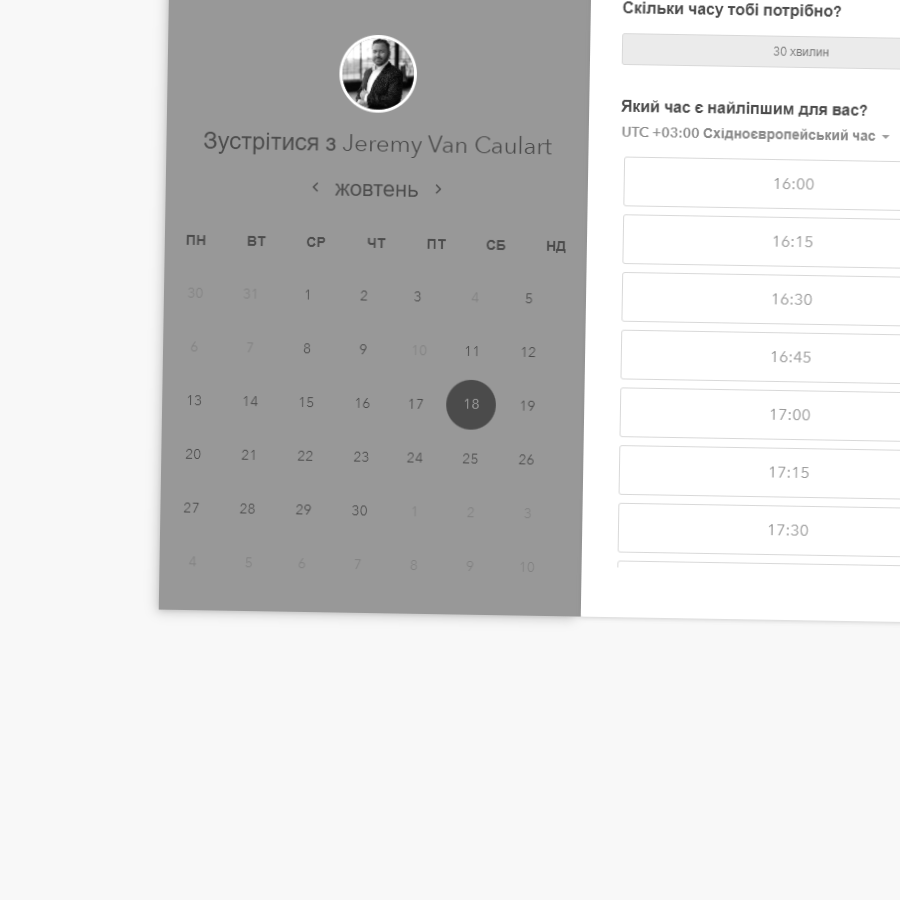 Зустрітися з Jeremy Van Caulart
‹ жовтень ›
ПН ВТ СР ЧТ ПТ СБ НД
30 31 1 2 3 4 5
6 7 8 9 10 11 12
13 14 15 16 17 18 19
20 21 22 23 24 25 26
27 28 29 30 1 2 3
4 5 6 7 8 9 10
Скільки часу тобі потрібно?
30 хвилин
Який час є найліпшим для вас?
UTC +03:00 Східноєвропейський час
16:00
16:15
16:30
16:45
17:00
17:15
17:30